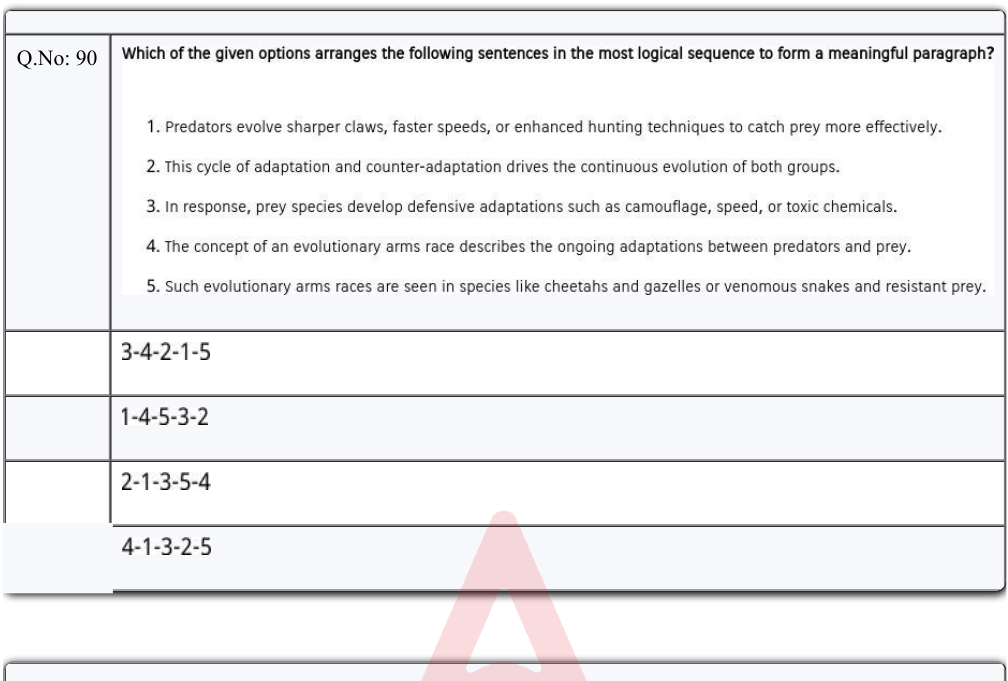 Q.No: 90
Which of the given options arranges the following sentences in the most logical sequence to form a meaningful paragraph?
1. Predators evolve sharper claws, faster speeds, or enhanced hunting techniques to catch prey more effectively.
2. This cycle of adaptation and counter-adaptation drives the continuous evolution of both groups.
3. In response, prey species develop defensive adaptations such as camouflage, speed, or toxic chemicals.
4. The concept of an evolutionary arms race describes the ongoing adaptations between predators and prey.
5. Such evolutionary arms races are seen in species like cheetahs and gazelles or venomous snakes and resistant prey.
3-4-2-1-5
1-4-5-3-2
2-1-3-5-4
4-1-3-2-5